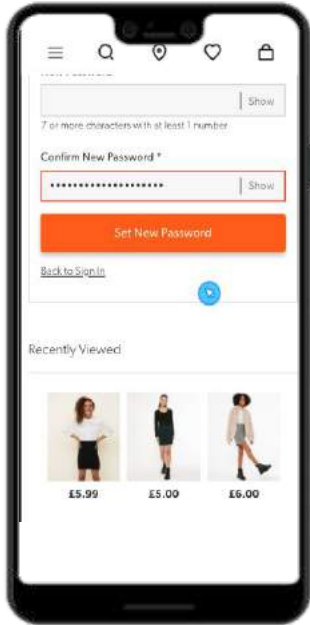 Show
7 or more characters with at least 1 number
Confirm New Password *
••••••••••••••••••• Show
Set New Password
Back to Sign In
Recently Viewed
£5.99 £5.00 £6.00